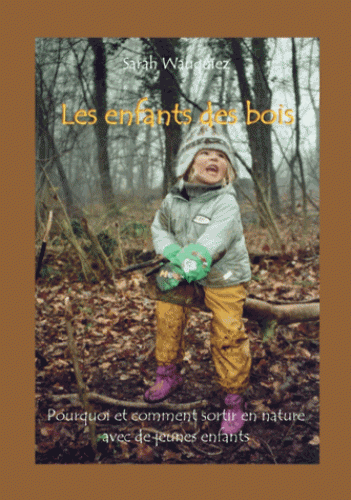 Sarah Wauquiez
Les enfants des bois
Pourquoi et comment sortir en nature
avec de jeunes enfants